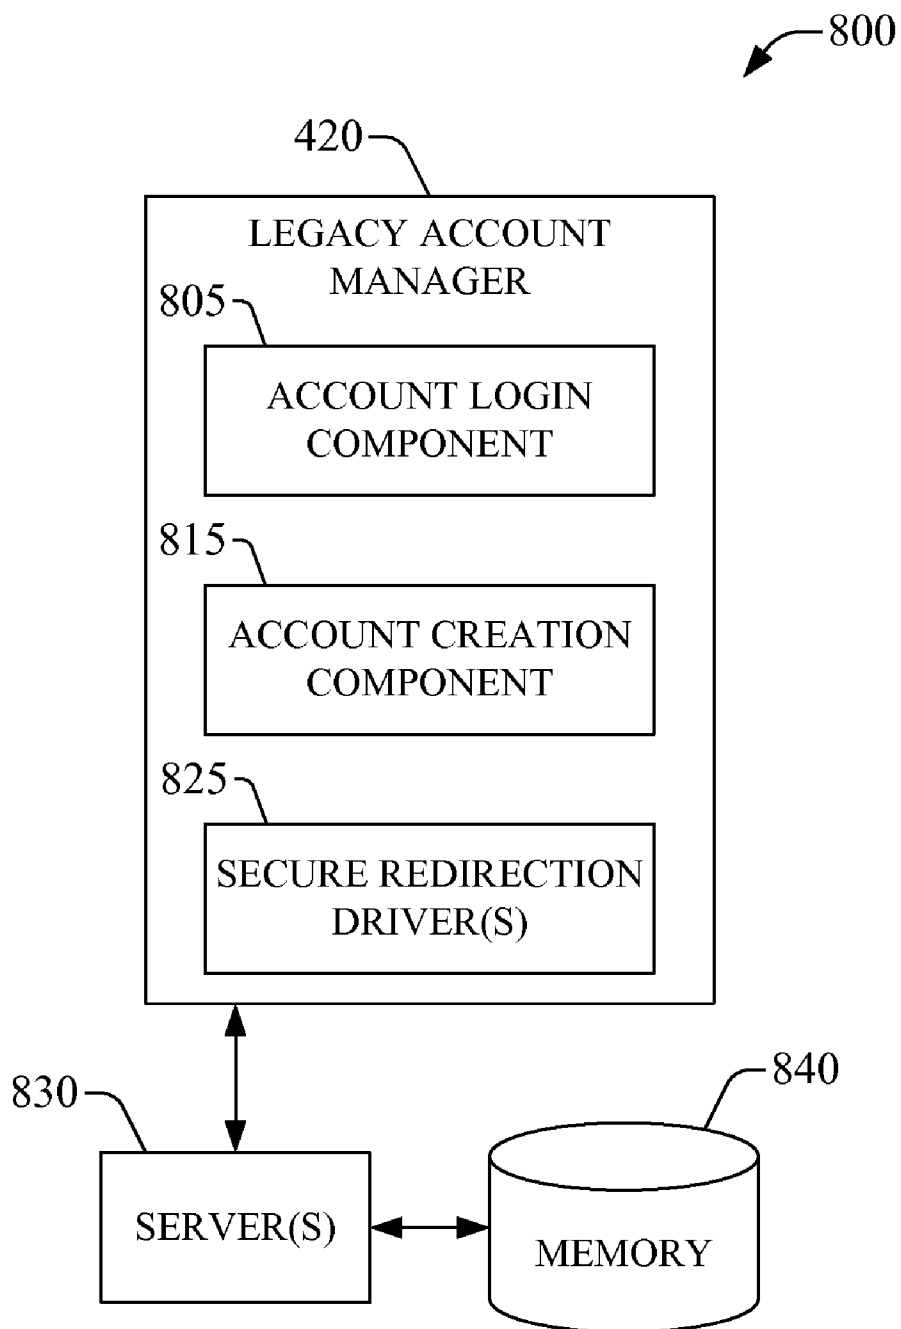 800
420
LEGACY ACCOUNT
MANAGER
805
ACCOUNT LOGIN
COMPONENT
815
ACCOUNT CREATION
COMPONENT
825
SECURE REDIRECTION
DRIVER(S)
830
SERVER(S)
840
MEMORY